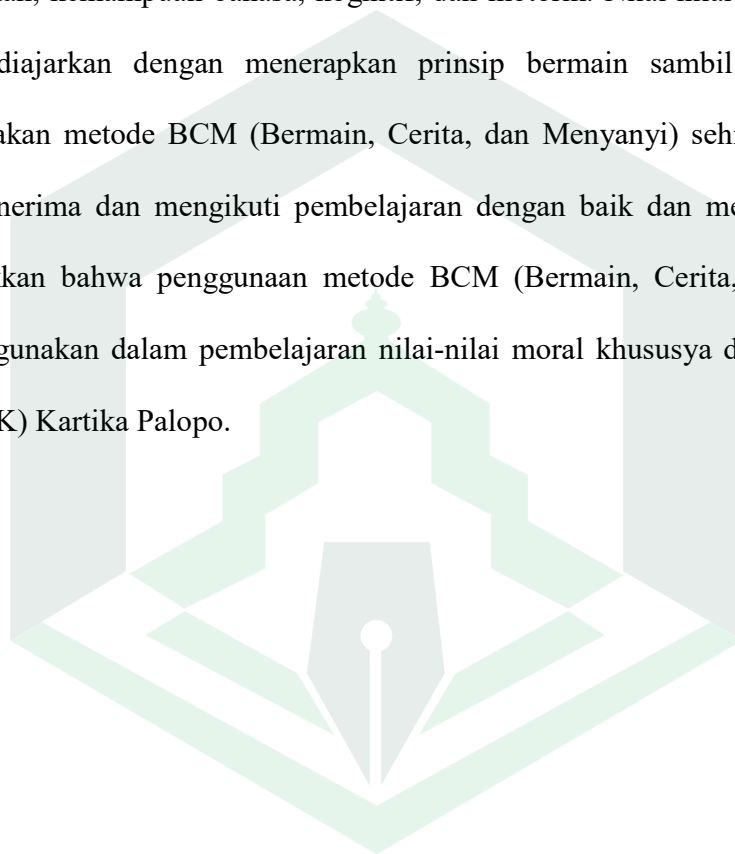 kemampuan bahasa, kognitif, dan motorik. Nilai-nilai
diajarkan dengan menerapkan prinsip bermain sambil
akan metode BCM (Bermain, Cerita, dan Menyanyi) seh
nerima dan mengikuti pembelajaran dengan baik dan me
kan bahwa penggunaan metode BCM (Bermain, Cerita,
gunakan dalam pembelajaran nilai-nilai moral khususya d
K) Kartika Palopo.